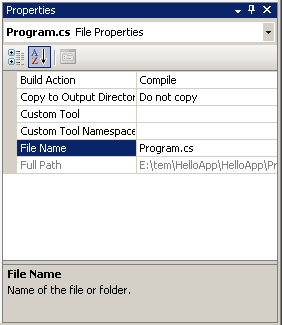 Properties
Program.cs File Properties
Build Action Compile
Copy to Output Director Do not copy
Custom Tool
Custom Tool Namespace
File Name Program.cs
Full Path E:\tem\HelloApp\HelloApp\Pr
File Name
Name of the file or folder.